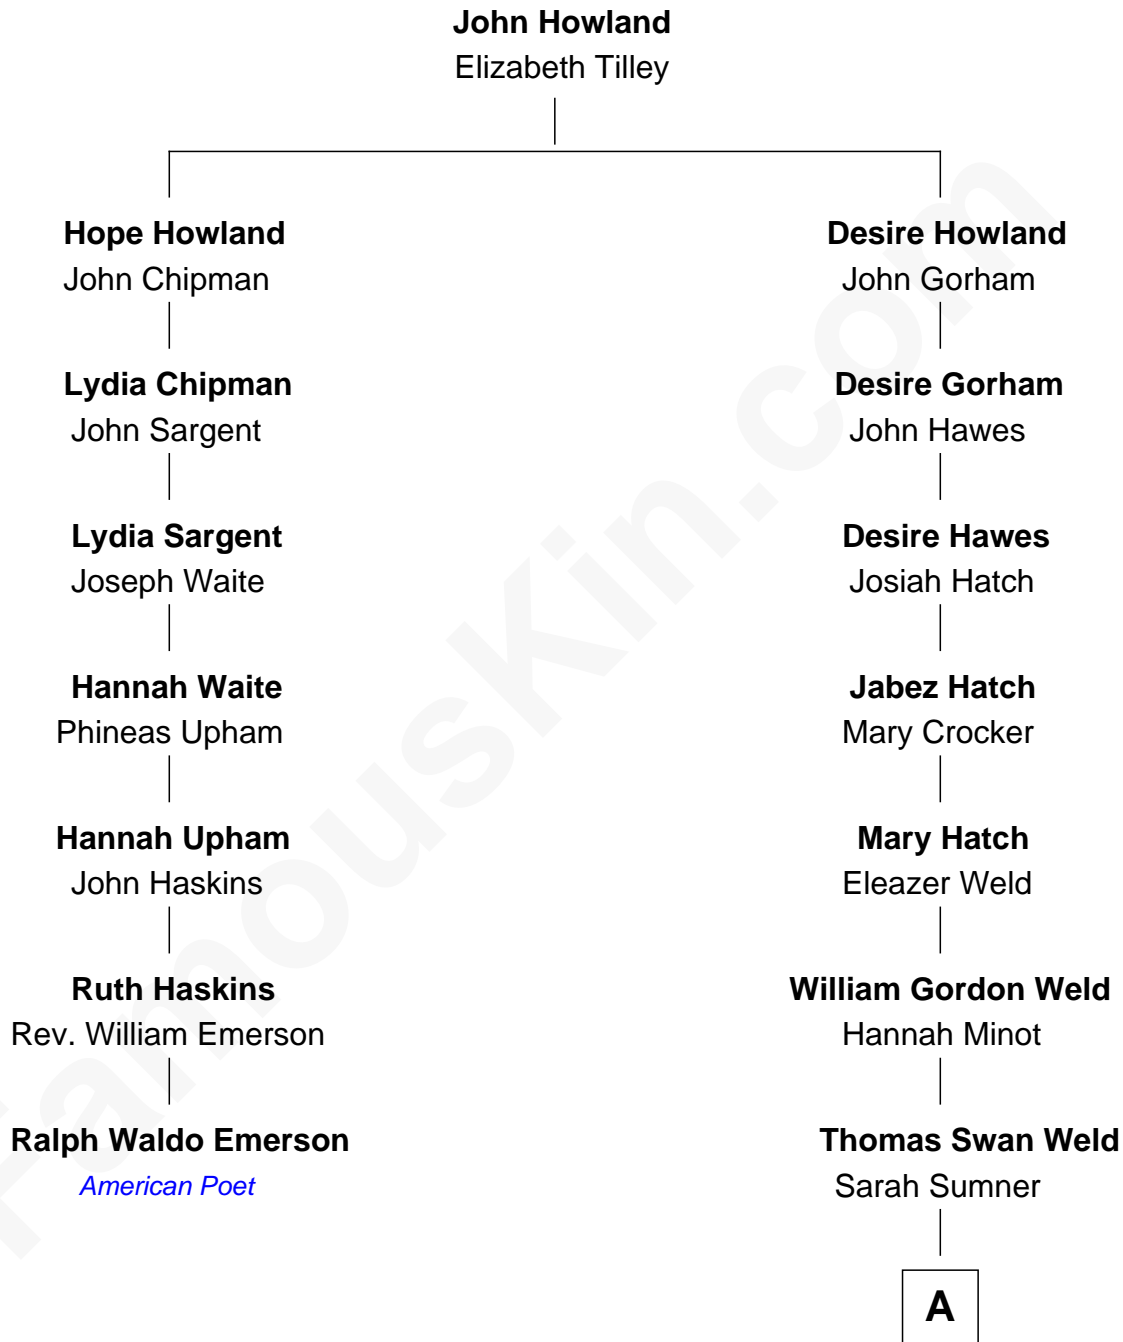 John Howland
Elizabeth Tilley
Hope Howland
John Chipman
Desire Howland
John Gorham
Lydia Chipman
John Sargent
Desire Gorham
John Hawes
Lydia Sargent
Joseph Waite
Desire Hawes
Josiah Hatch
Hannah Waite
Phineas Upham
Jabez Hatch
Mary Crocker
Hannah Upham
John Haskins
Mary Hatch
Eleazer Weld
Ruth Haskins
Rev. William Emerson
William Gordon Weld
Hannah Minot
Ralph Waldo Emerson
American Poet
Thomas Swan Weld
Sarah Sumner
A
FamousKin.com